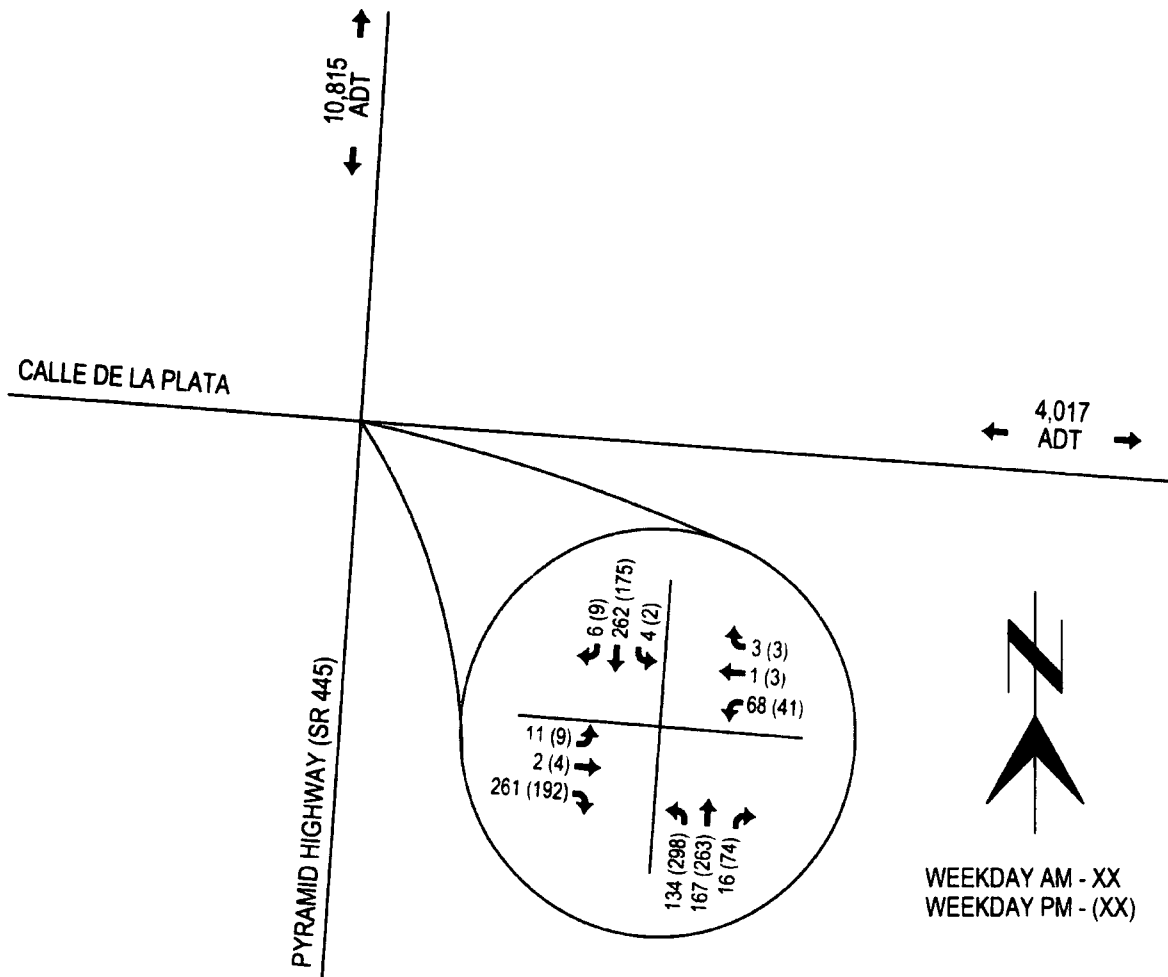 10,815
ADT
CALLE DE LA PLATA
4,017
ADT
6 (9)
262 (175)
4 (2)
3 (3)
1 (3)
68 (41)
11 (9)
2 (4)
261 (192)
134 (298)
167 (263)
16 (74)
PYRAMID HIGHWAY (SR 445)
N
WEEKDAY AM - XX
WEEKDAY PM - (XX)